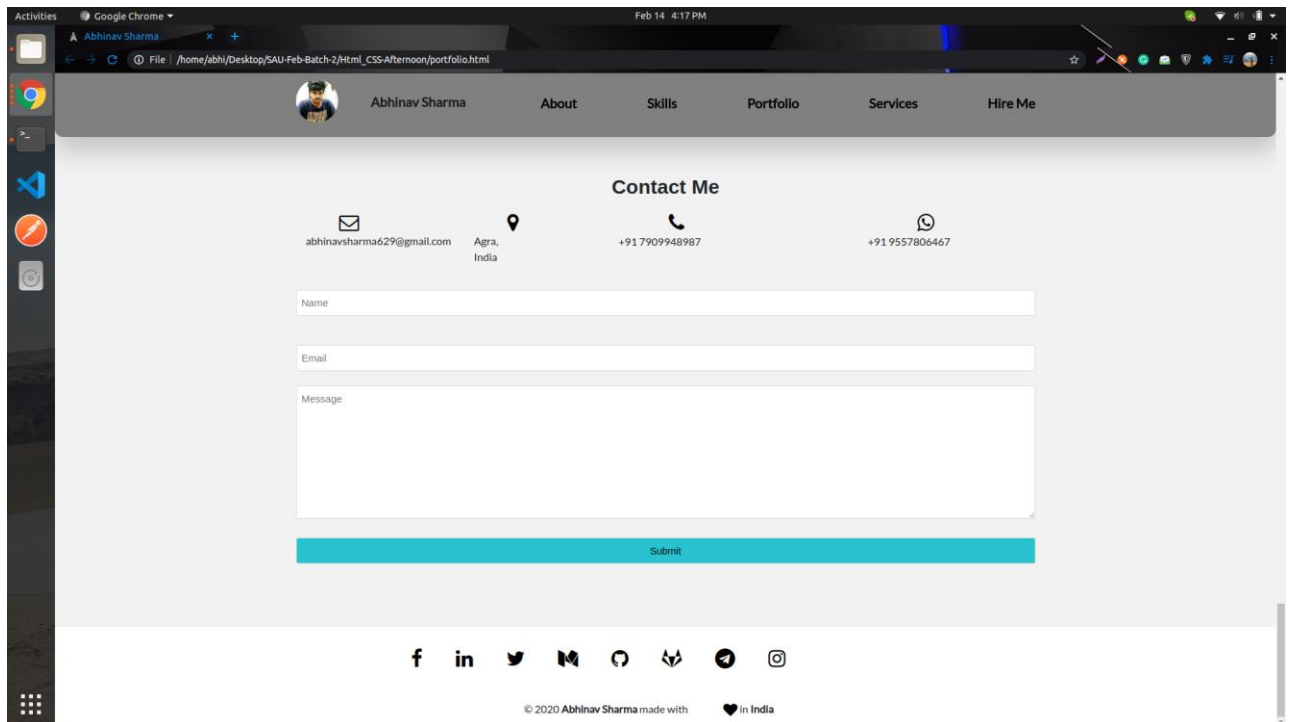 Activities Google Chrome Feb 14 4:17 PM
Abhinav Sharma
File /home/abhi/Desktop/SAU-Feb-Batch-2/Html_CSS-Afternoon/portfolio.html
Abhinav Sharma About Skills Portfolio Services Hire Me
Contact Me
abhinavsharma629@gmail.com Agra, +91 7909948987 +91 9557806467
India
Name
Email
Message
Submit
© 2020 Abhinav Sharma made with in India